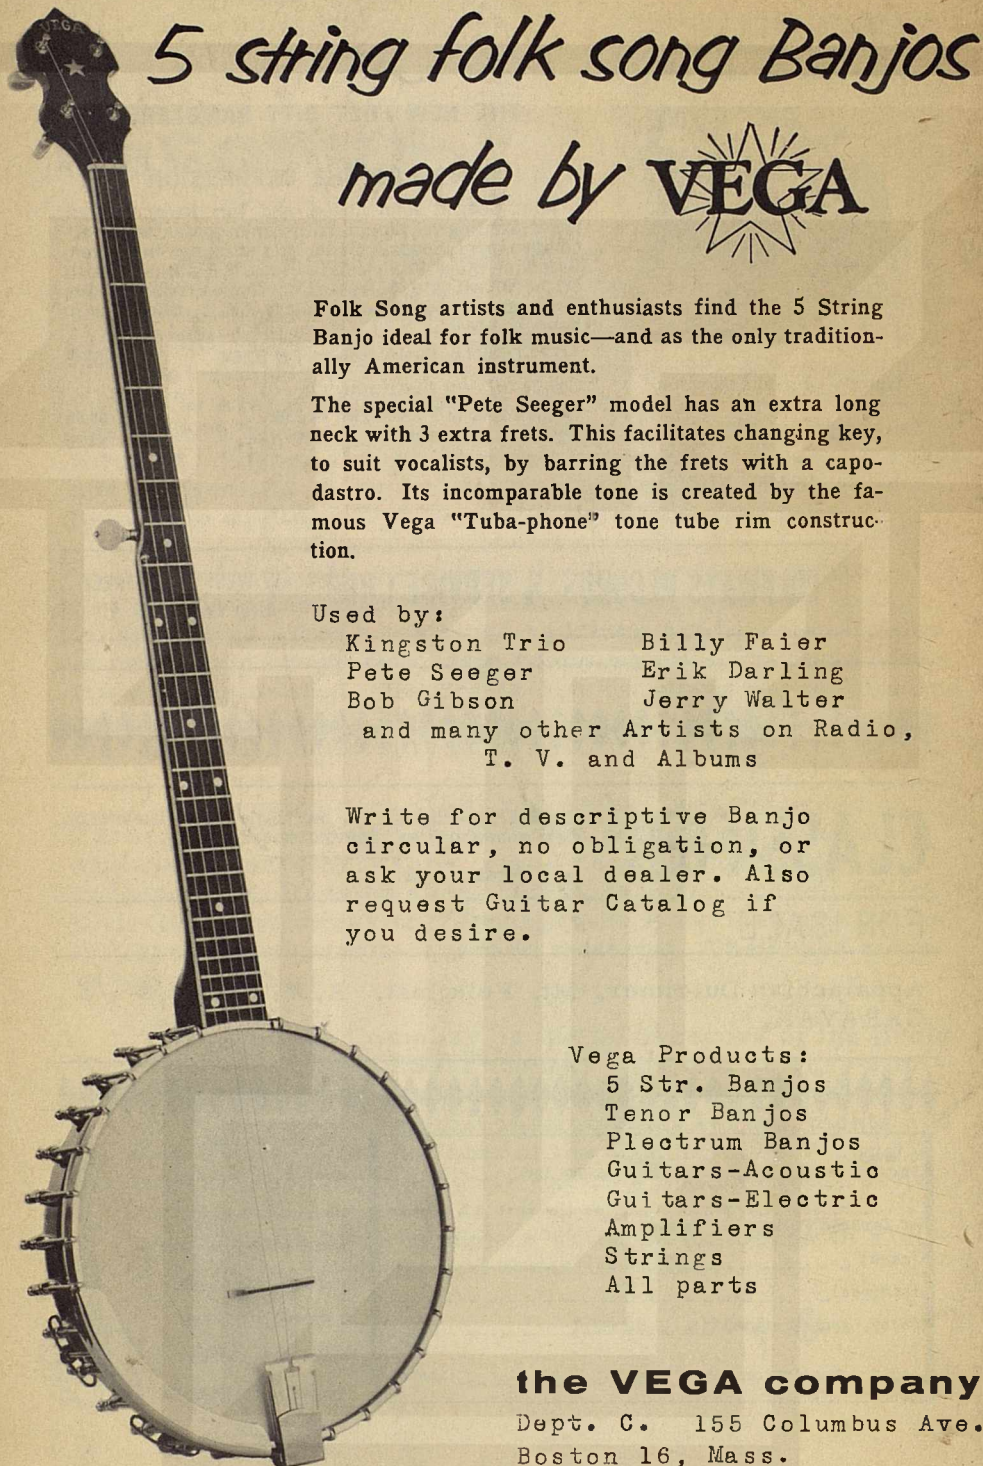 VEGA
5 string folk song Banjos
made by VEGA
Folk Song artists and enthusiasts find the 5 String
Banjo ideal for folk music—and as the only tradition-
ally American instrument.
The special "Pete Seeger" model has an extra long
neck with 3 extra frets. This facilitates changing key,
to suit vocalists, by barring the frets with a capo-
dastro. Its incomparable tone is created by the fa-
mous Vega "Tuba-phone" tone tube rim construc-
tion.
Used by:
Kingston Trio Billy Faier
Pete Seeger Erik Darling
Bob Gibson Jerry Walter
and many other Artists on Radio,
T. V. and Albums
Write for descriptive Banjo
circular, no obligation, or
ask your local dealer. Also
request Guitar Catalog if
you desire.
Vega Products:
5 Str. Banjos
Tenor Banjos
Plectrum Banjos
Guitars-Acoustic
Guitars-Electric
Amplifiers
Strings
All parts
the VEGA company
Dept. C. 155 Columbus Ave.
Boston 16, Mass.